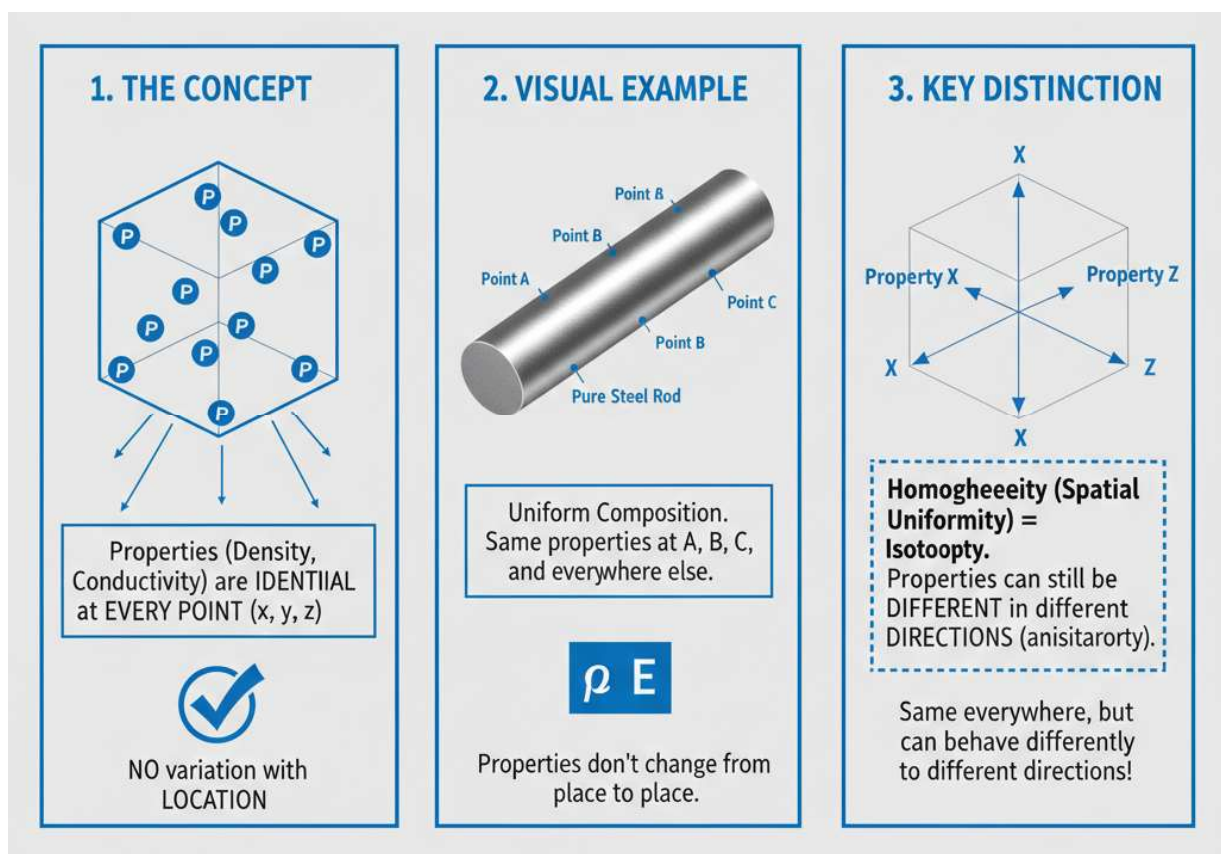 1. THE CONCEPT
P
P
P
P
P
P
P
P
P
P
P
P
Properties (Density,
Conductivity) are IDENTIIAL
at EVERY POINT (x, y, z)
NO variation with
LOCATION
2. VISUAL EXAMPLE
Point B
Point B
Point A
Point C
Point B
Pure Steel Rod
Uniform Composition.
Same properties at A, B, C,
and everywhere else.
ρ E
Properties don't change from
place to place.
3. KEY DISTINCTION
X
Property X
Property Z
X
Z
X
Homogheeeity (Spatial
Uniformity) =
Isotoopty.
Properties can still be
DIFFERENT in different
DIRECTIONS (anisitarorty).
Same everywhere, but
can behave differently
to different directions!